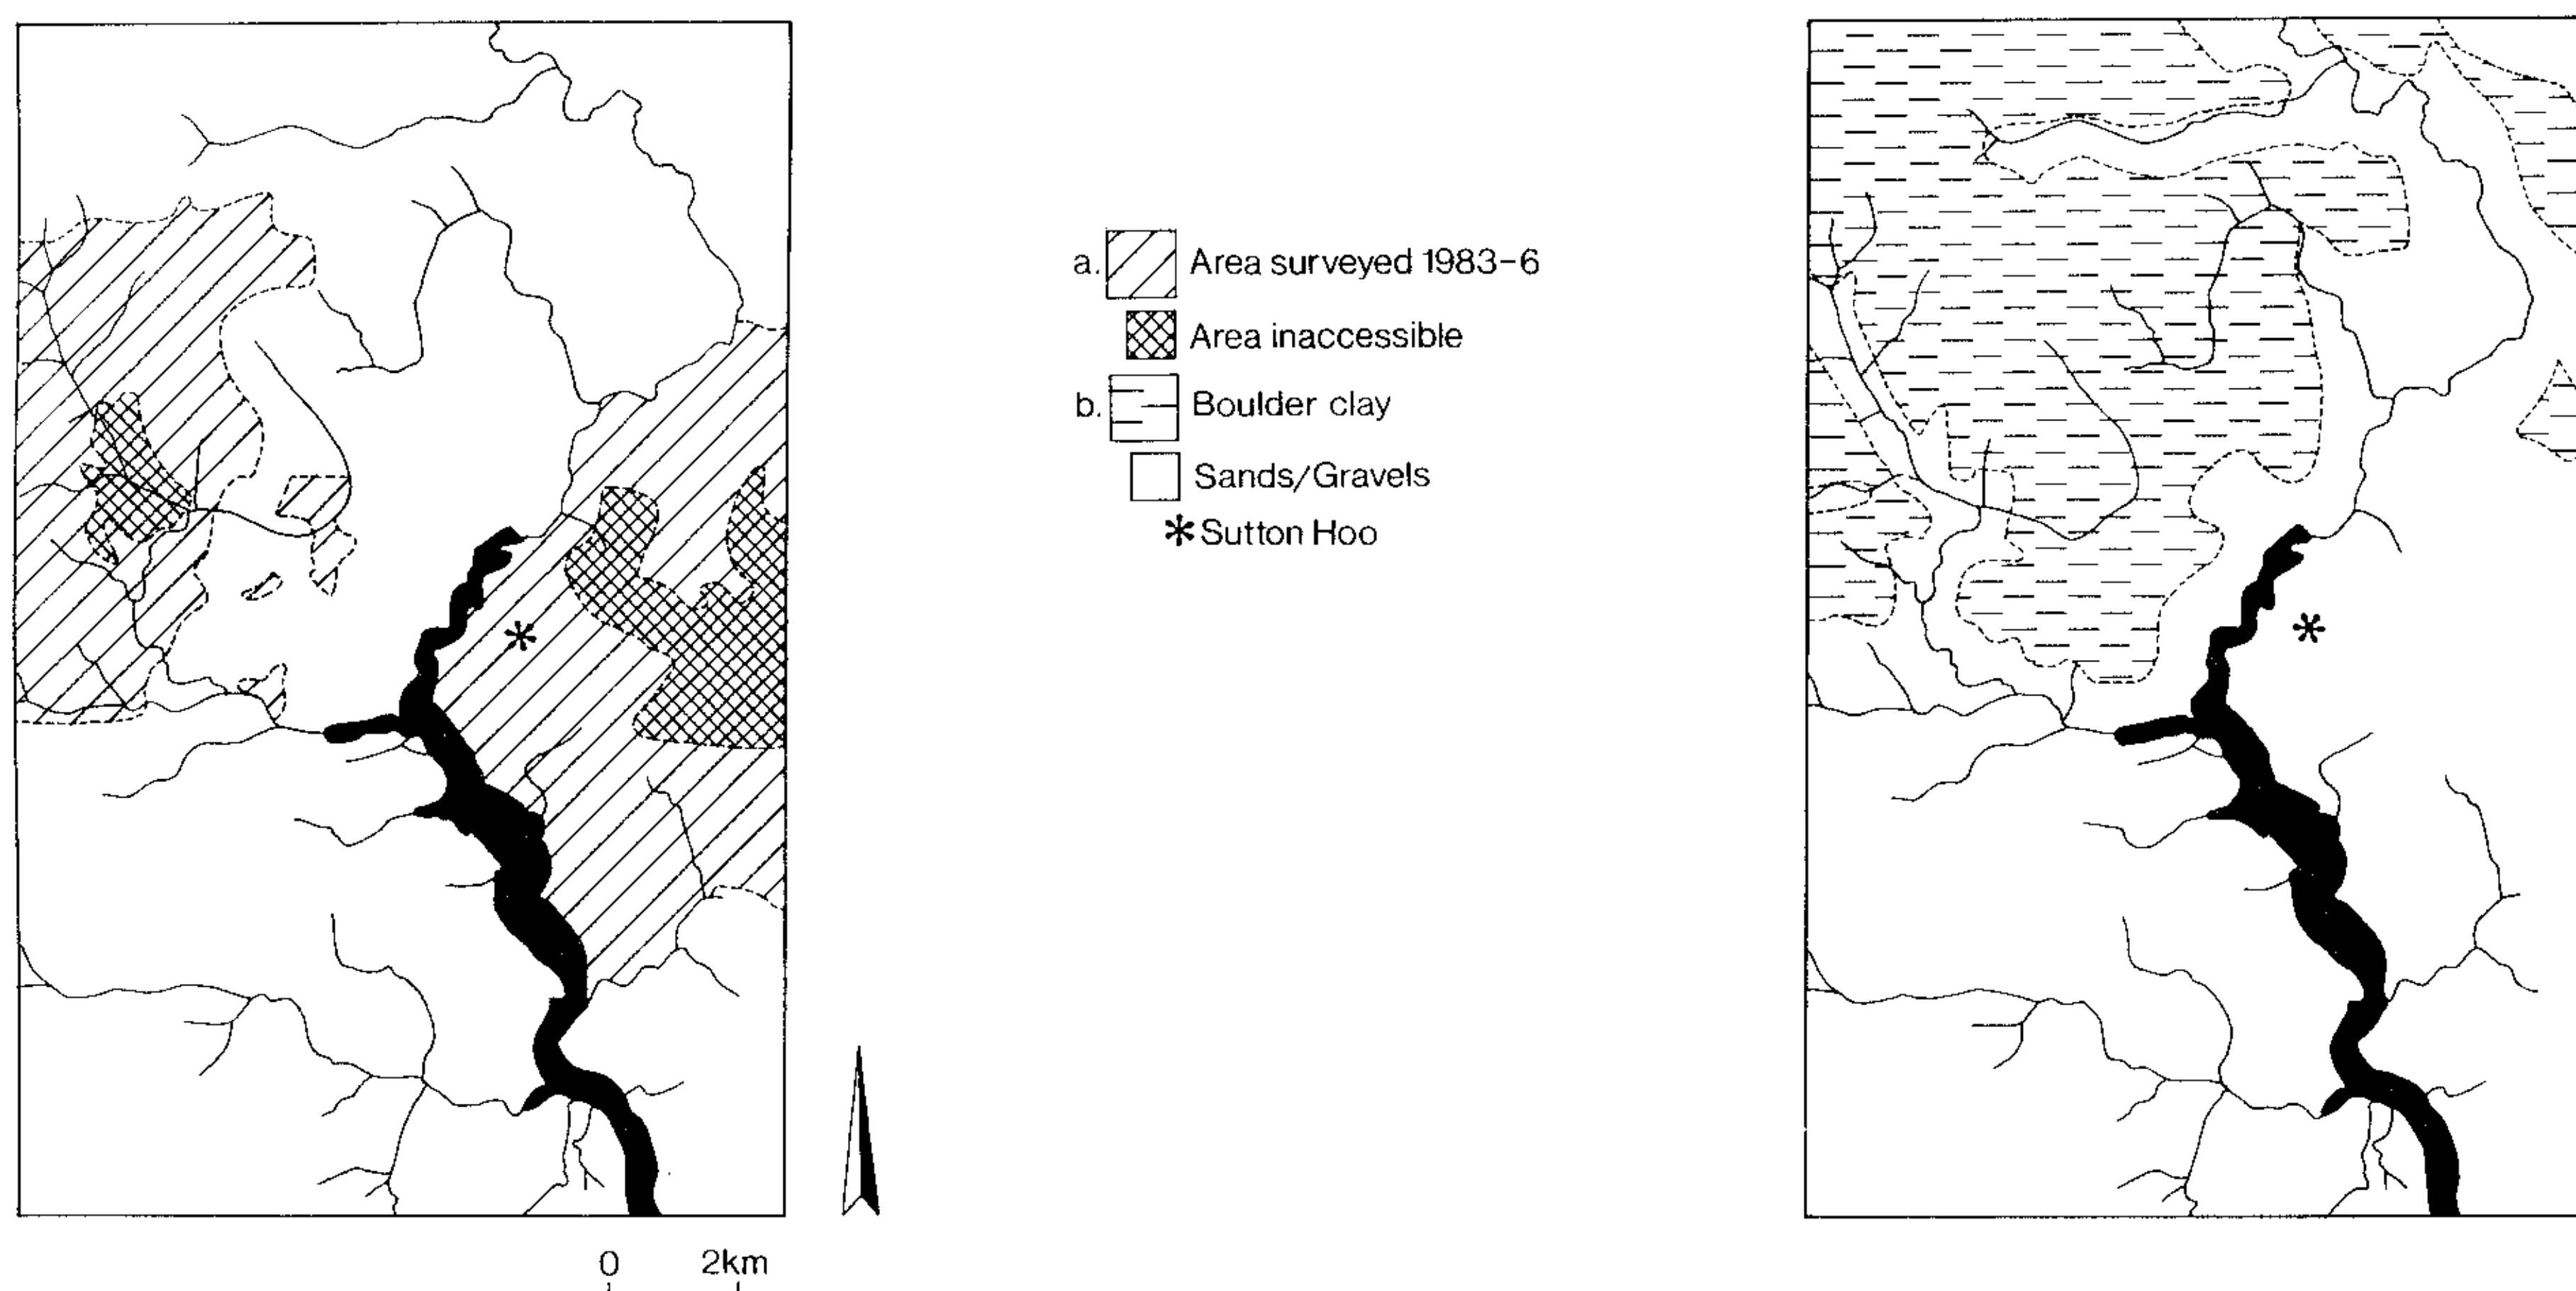 a. Area surveyed 1983-6
Area inaccessible
b. Boulder clay
Sands/Gravels
* Sutton Hoo
0 2km